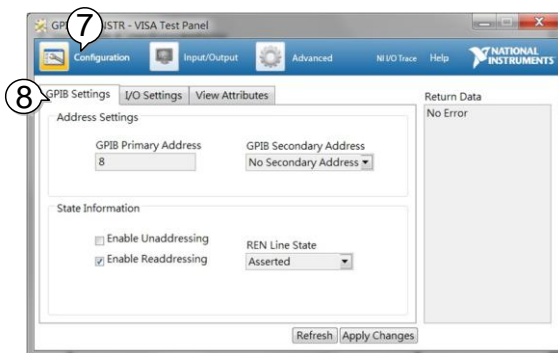 GP INSTR - VISA Test Panel
7
Configuration Input/Output Advanced NI I/O Trace Help NATIONAL INSTRUMENTS
8
GPIB Settings I/O Settings View Attributes
Return Data
Address Settings
No Error
GPIB Primary Address GPIB Secondary Address
8 No Secondary Address
State Information
Enable Unaddressing
REN Line State
Enable Readdressing
Asserted
Refresh Apply Changes